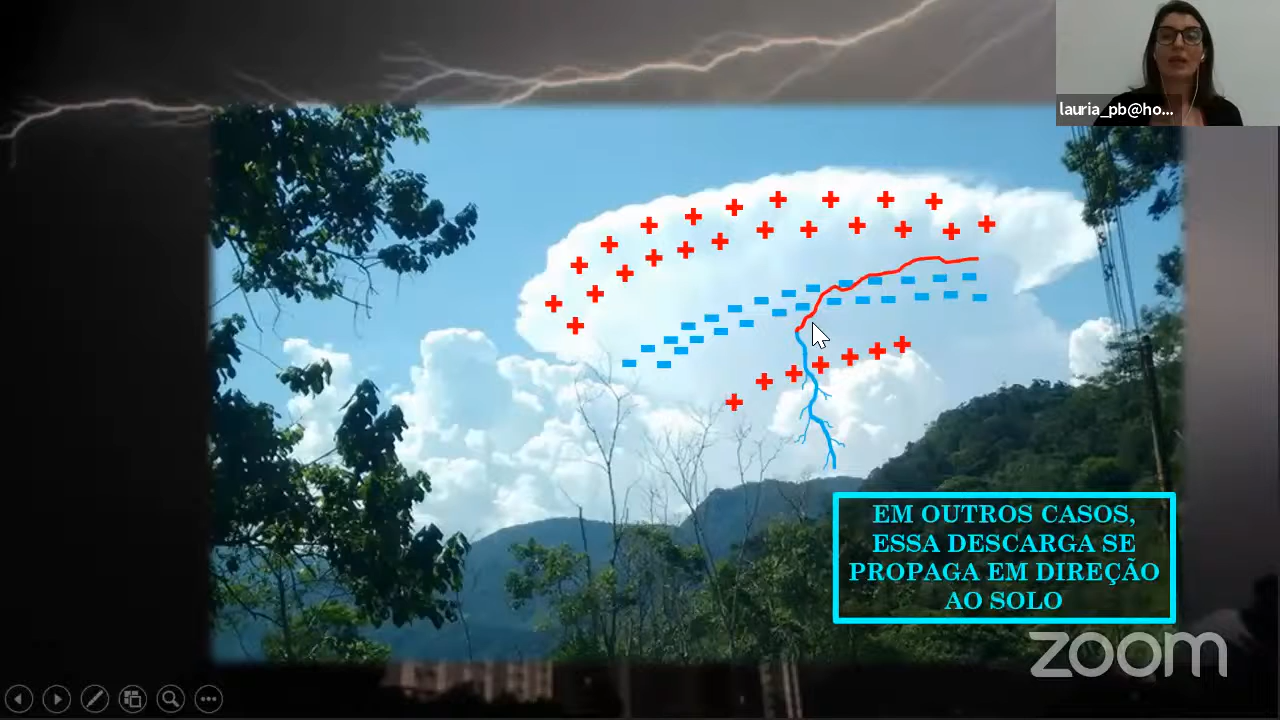 lauria_pb@ho...
EM OUTROS CASOS,
ESSA DESCARGA SE
PROPAGA EM DIREÇÃO
AO SOLO
zoom